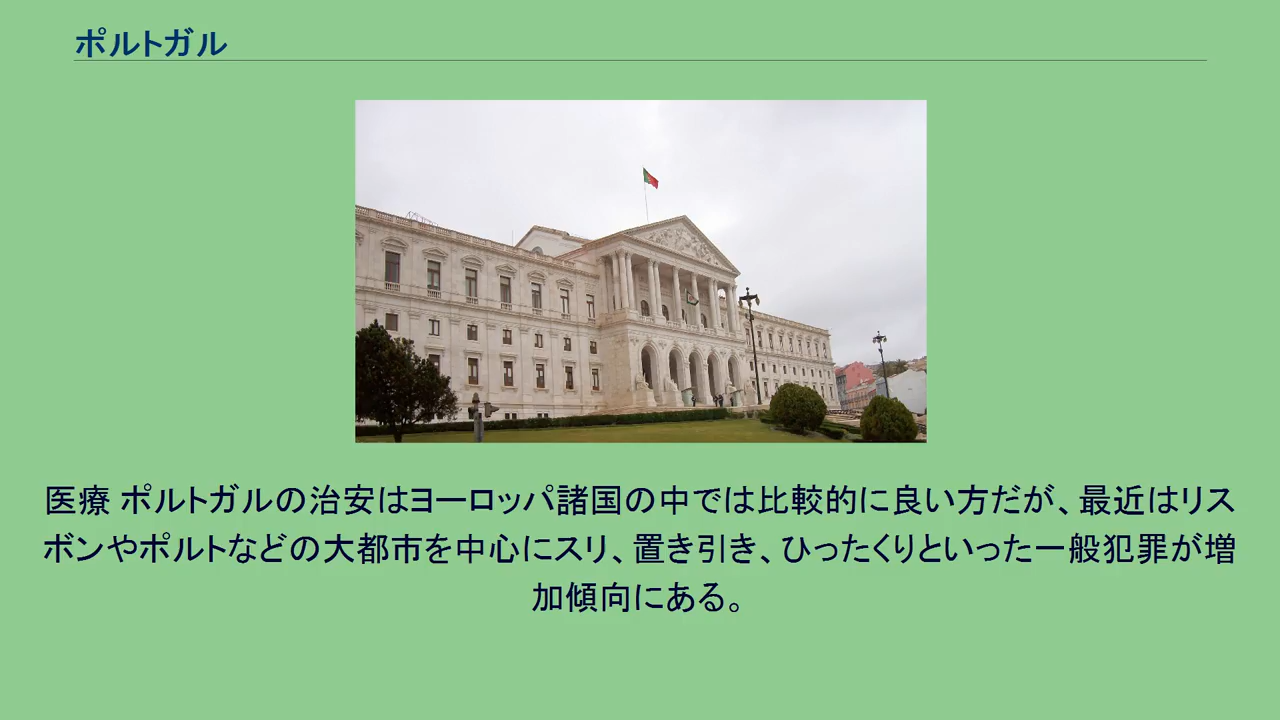 ポルトガル
医療 ポルトガルの治安はヨーロッパ諸国の中では比較的に良い方だが、最近はリス
ボンやポルトなどの大都市を中心にスリ、置き引き、ひったくりといった一般犯罪が増
加傾向にある。